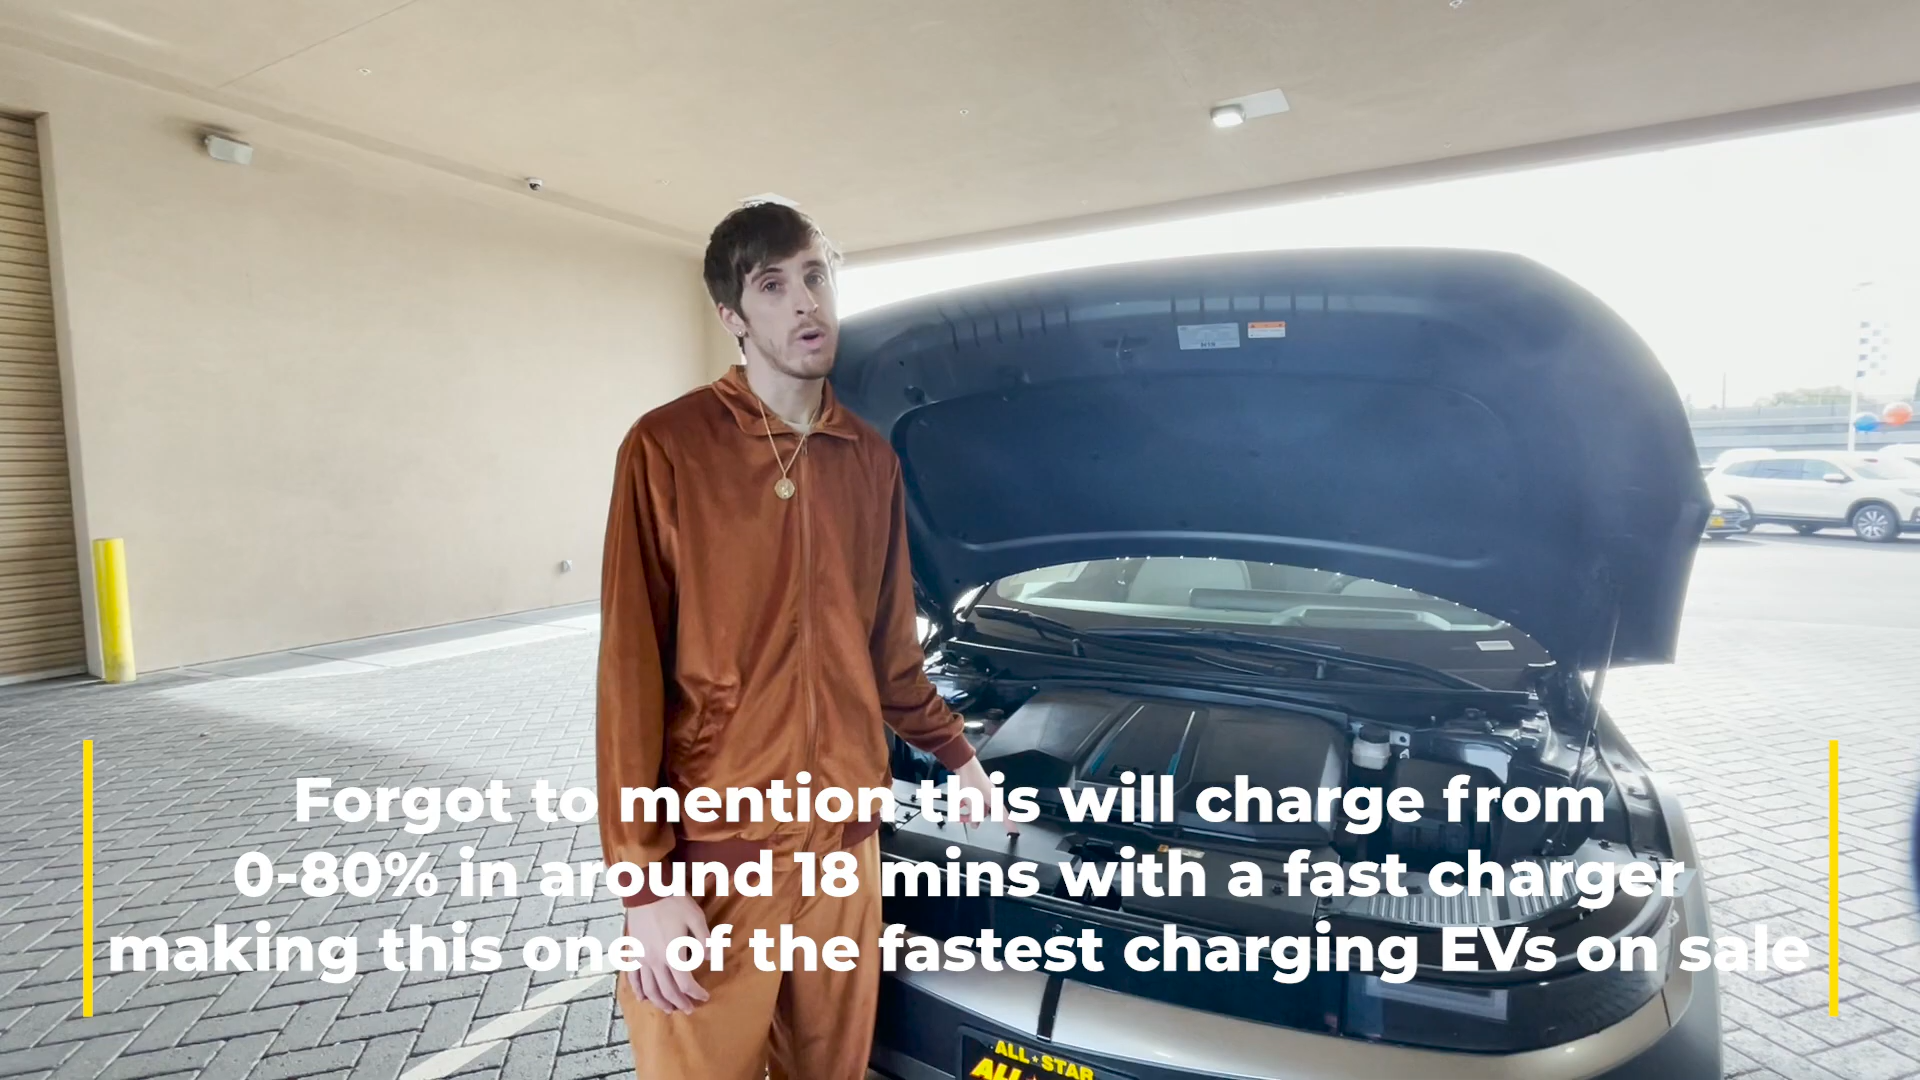 Forgot to mention this will charge from
0-80% in around 18 mins with a fast charger
making this one of the fastest charging EVs on sale
ALL★STAR